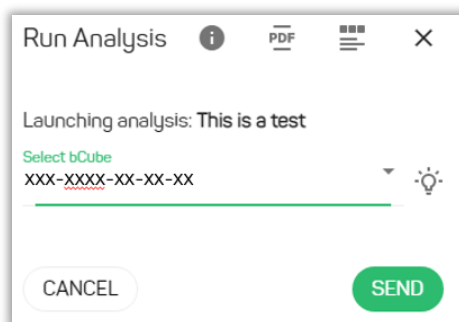 Run Analysis i PDF
Launching analysis: This is a test
Select bCube
xxx-xxxx-xx-xx-xx
CANCEL SEND